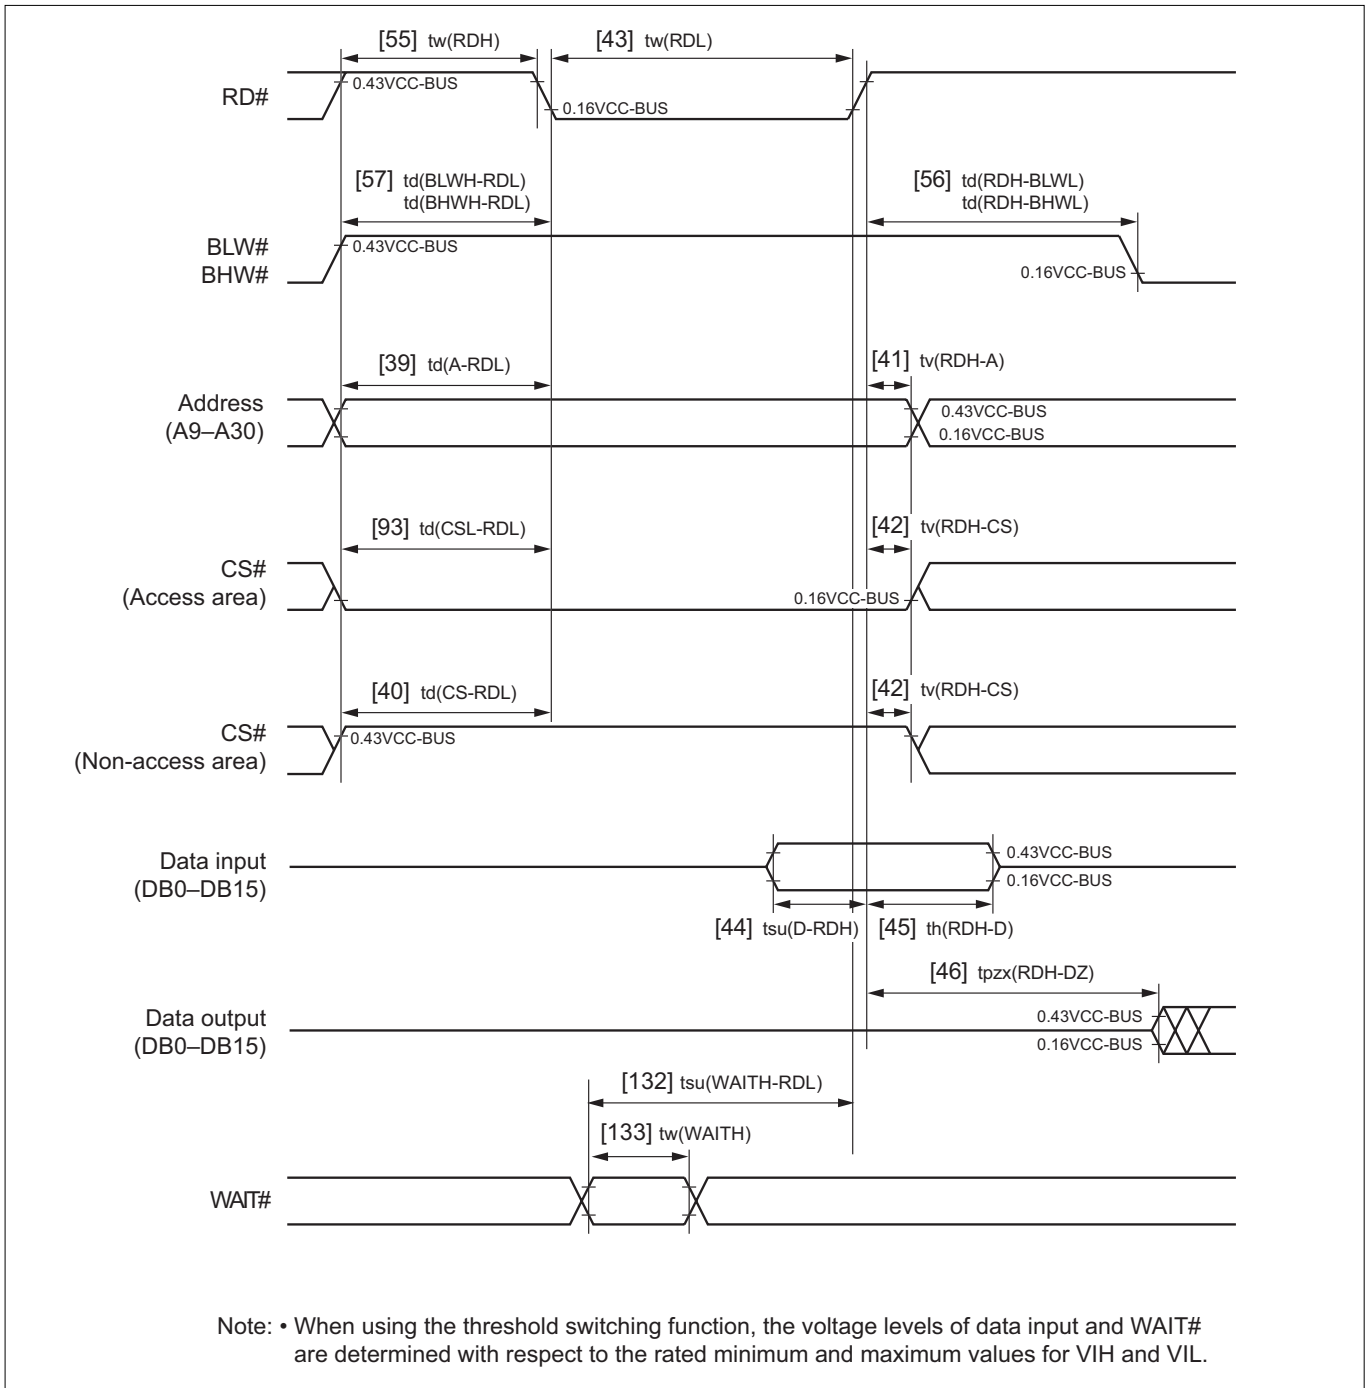 [55] tw(RDH)
[43] tw(RDL)
RD#
0.43VCC-BUS
0.16VCC-BUS
[57] td(BLWH-RDL)
td(BHWH-RDL)
[56] td(RDH-BLWL)
td(RDH-BHWL)
BLW#
BHW#
0.43VCC-BUS
0.16VCC-BUS
[39] td(A-RDL)
[41] tv(RDH-A)
Address
(A9–A30)
0.43VCC-BUS
0.16VCC-BUS
[93] td(CSL-RDL)
[42] tv(RDH-CS)
CS#
(Access area)
0.16VCC-BUS
[40] td(CS-RDL)
[42] tv(RDH-CS)
CS#
(Non-access area)
0.43VCC-BUS
Data input
(DB0–DB15)
0.43VCC-BUS
0.16VCC-BUS
[44] tsu(D-RDH)
[45] th(RDH-D)
[46] tpzx(RDH-DZ)
Data output
(DB0–DB15)
0.43VCC-BUS
0.16VCC-BUS
[132] tsu(WAITH-RDL)
[133] tw(WAITH)
WAIT#
Note: • When using the threshold switching function, the voltage levels of data input and WAIT#
are determined with respect to the rated minimum and maximum values for VIH and VIL.